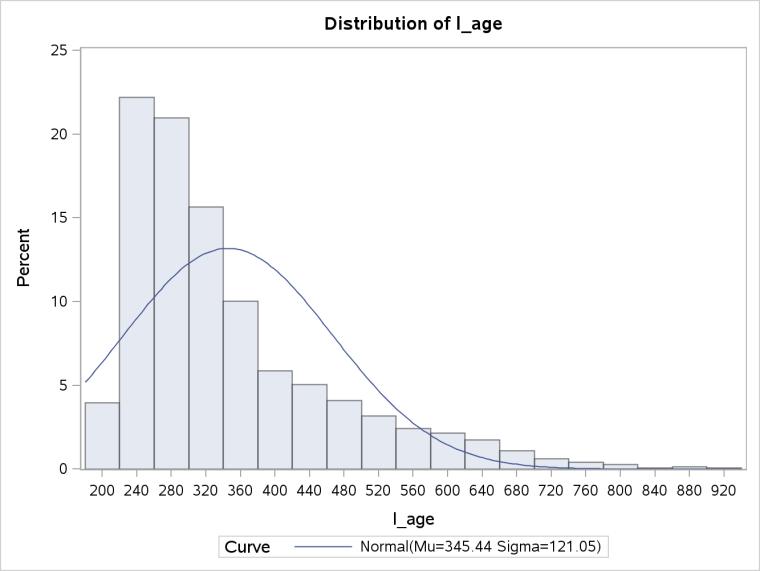 Distribution of l_age
25
20
15
10
5
0
Percent
200 240 280 320 360 400 440 480 520 560 600 640 680 720 760 800 840 880 920
l_age
Curve Normal(Mu=345.44 Sigma=121.05)